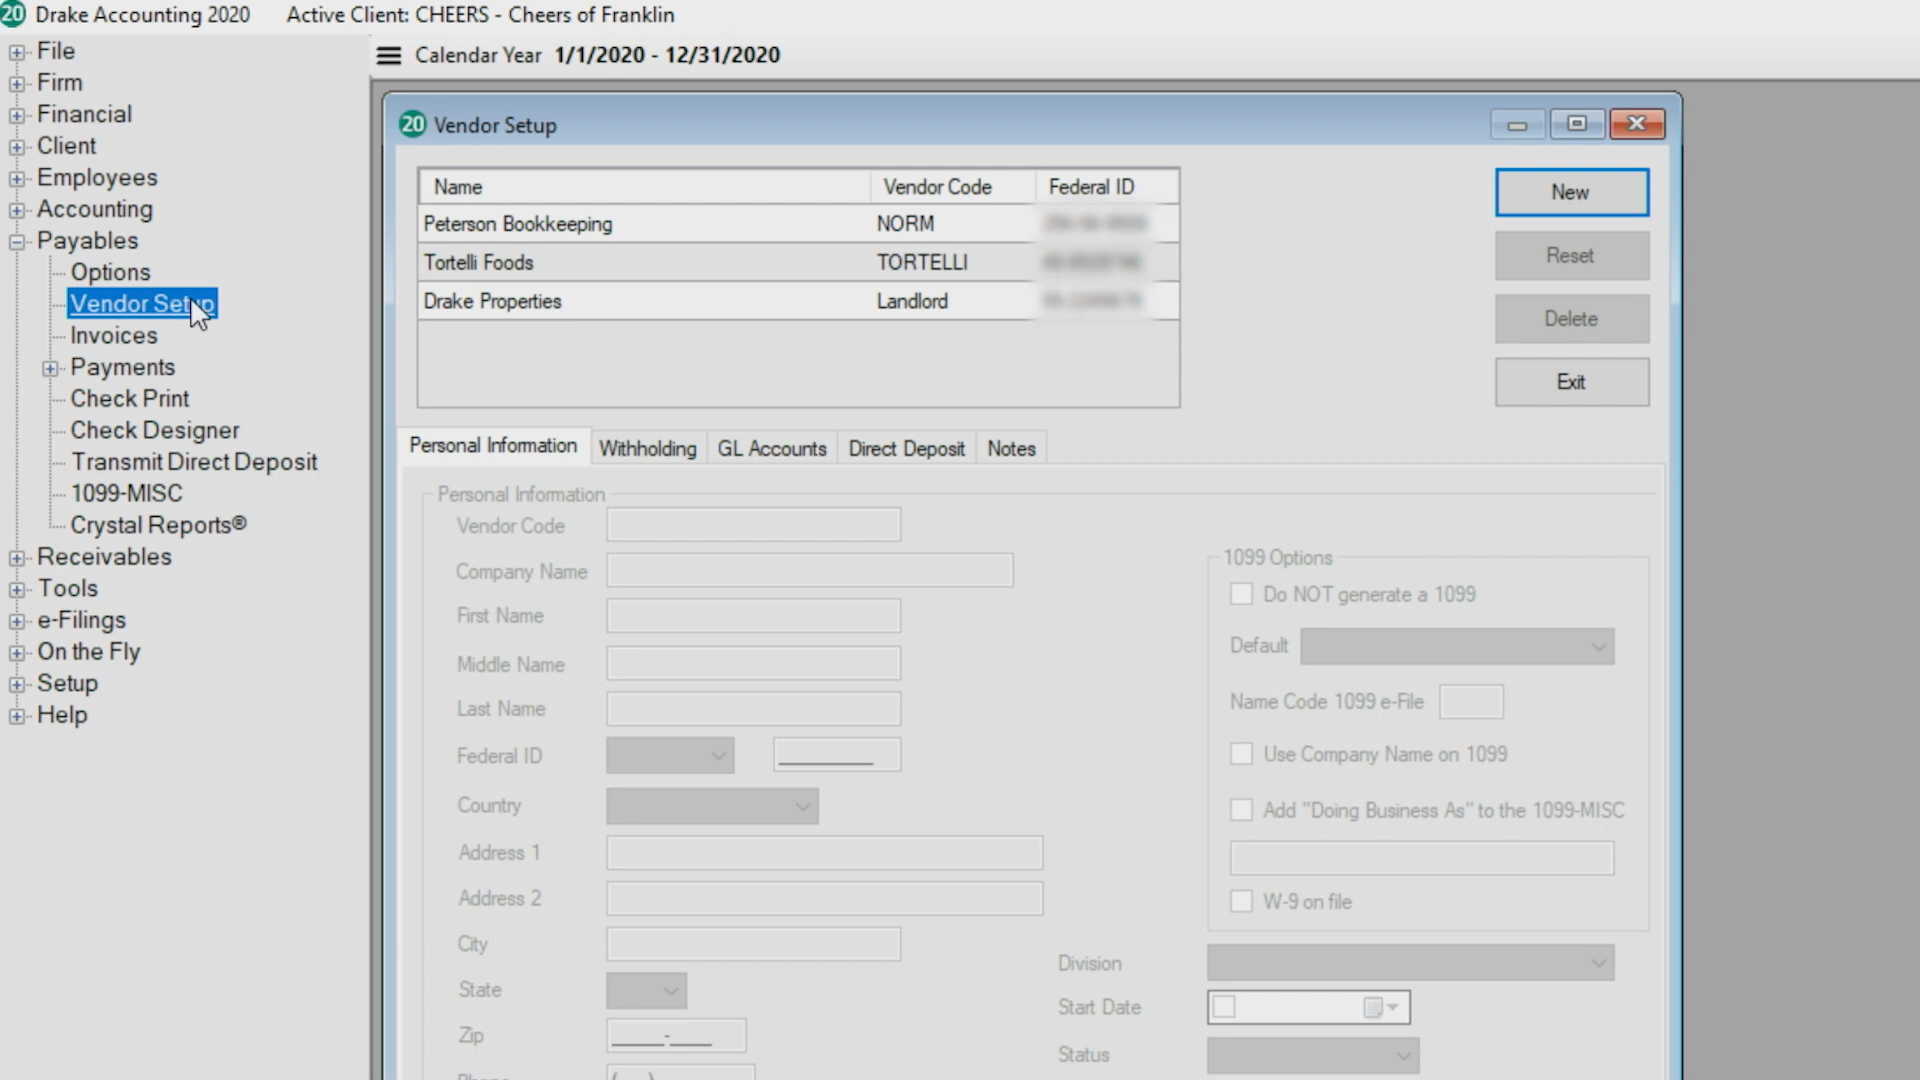 20 Drake Accounting 2020 Active Client: CHEERS - Cheers of Franklin
File
Firm
Financial
Client
Employees
Accounting
Payables
Options
Vendor Setup
Invoices
Payments
Check Print
Check Designer
Transmit Direct Deposit
1099-MISC
Crystal Reports®
Receivables
Tools
e-Filings
On the Fly
Setup
Help
Calendar Year 1/1/2020 - 12/31/2020
20 Vendor Setup
Name Vendor Code Federal ID
Peterson Bookkeeping NORM
Tortelli Foods TORTELLI
Drake Properties Landlord
New
Reset
Delete
Exit
Personal Information Withholding GL Accounts Direct Deposit Notes
Personal Information
Vendor Code
Company Name
First Name
Middle Name
Last Name
Federal ID
Country
Address 1
Address 2
City
State
Zip
Phone
1099 Options
Do NOT generate a 1099
Default
Name Code 1099 e-File
Use Company Name on 1099
Add "Doing Business As" to the 1099-MISC
W-9 on file
Division
Start Date
Status